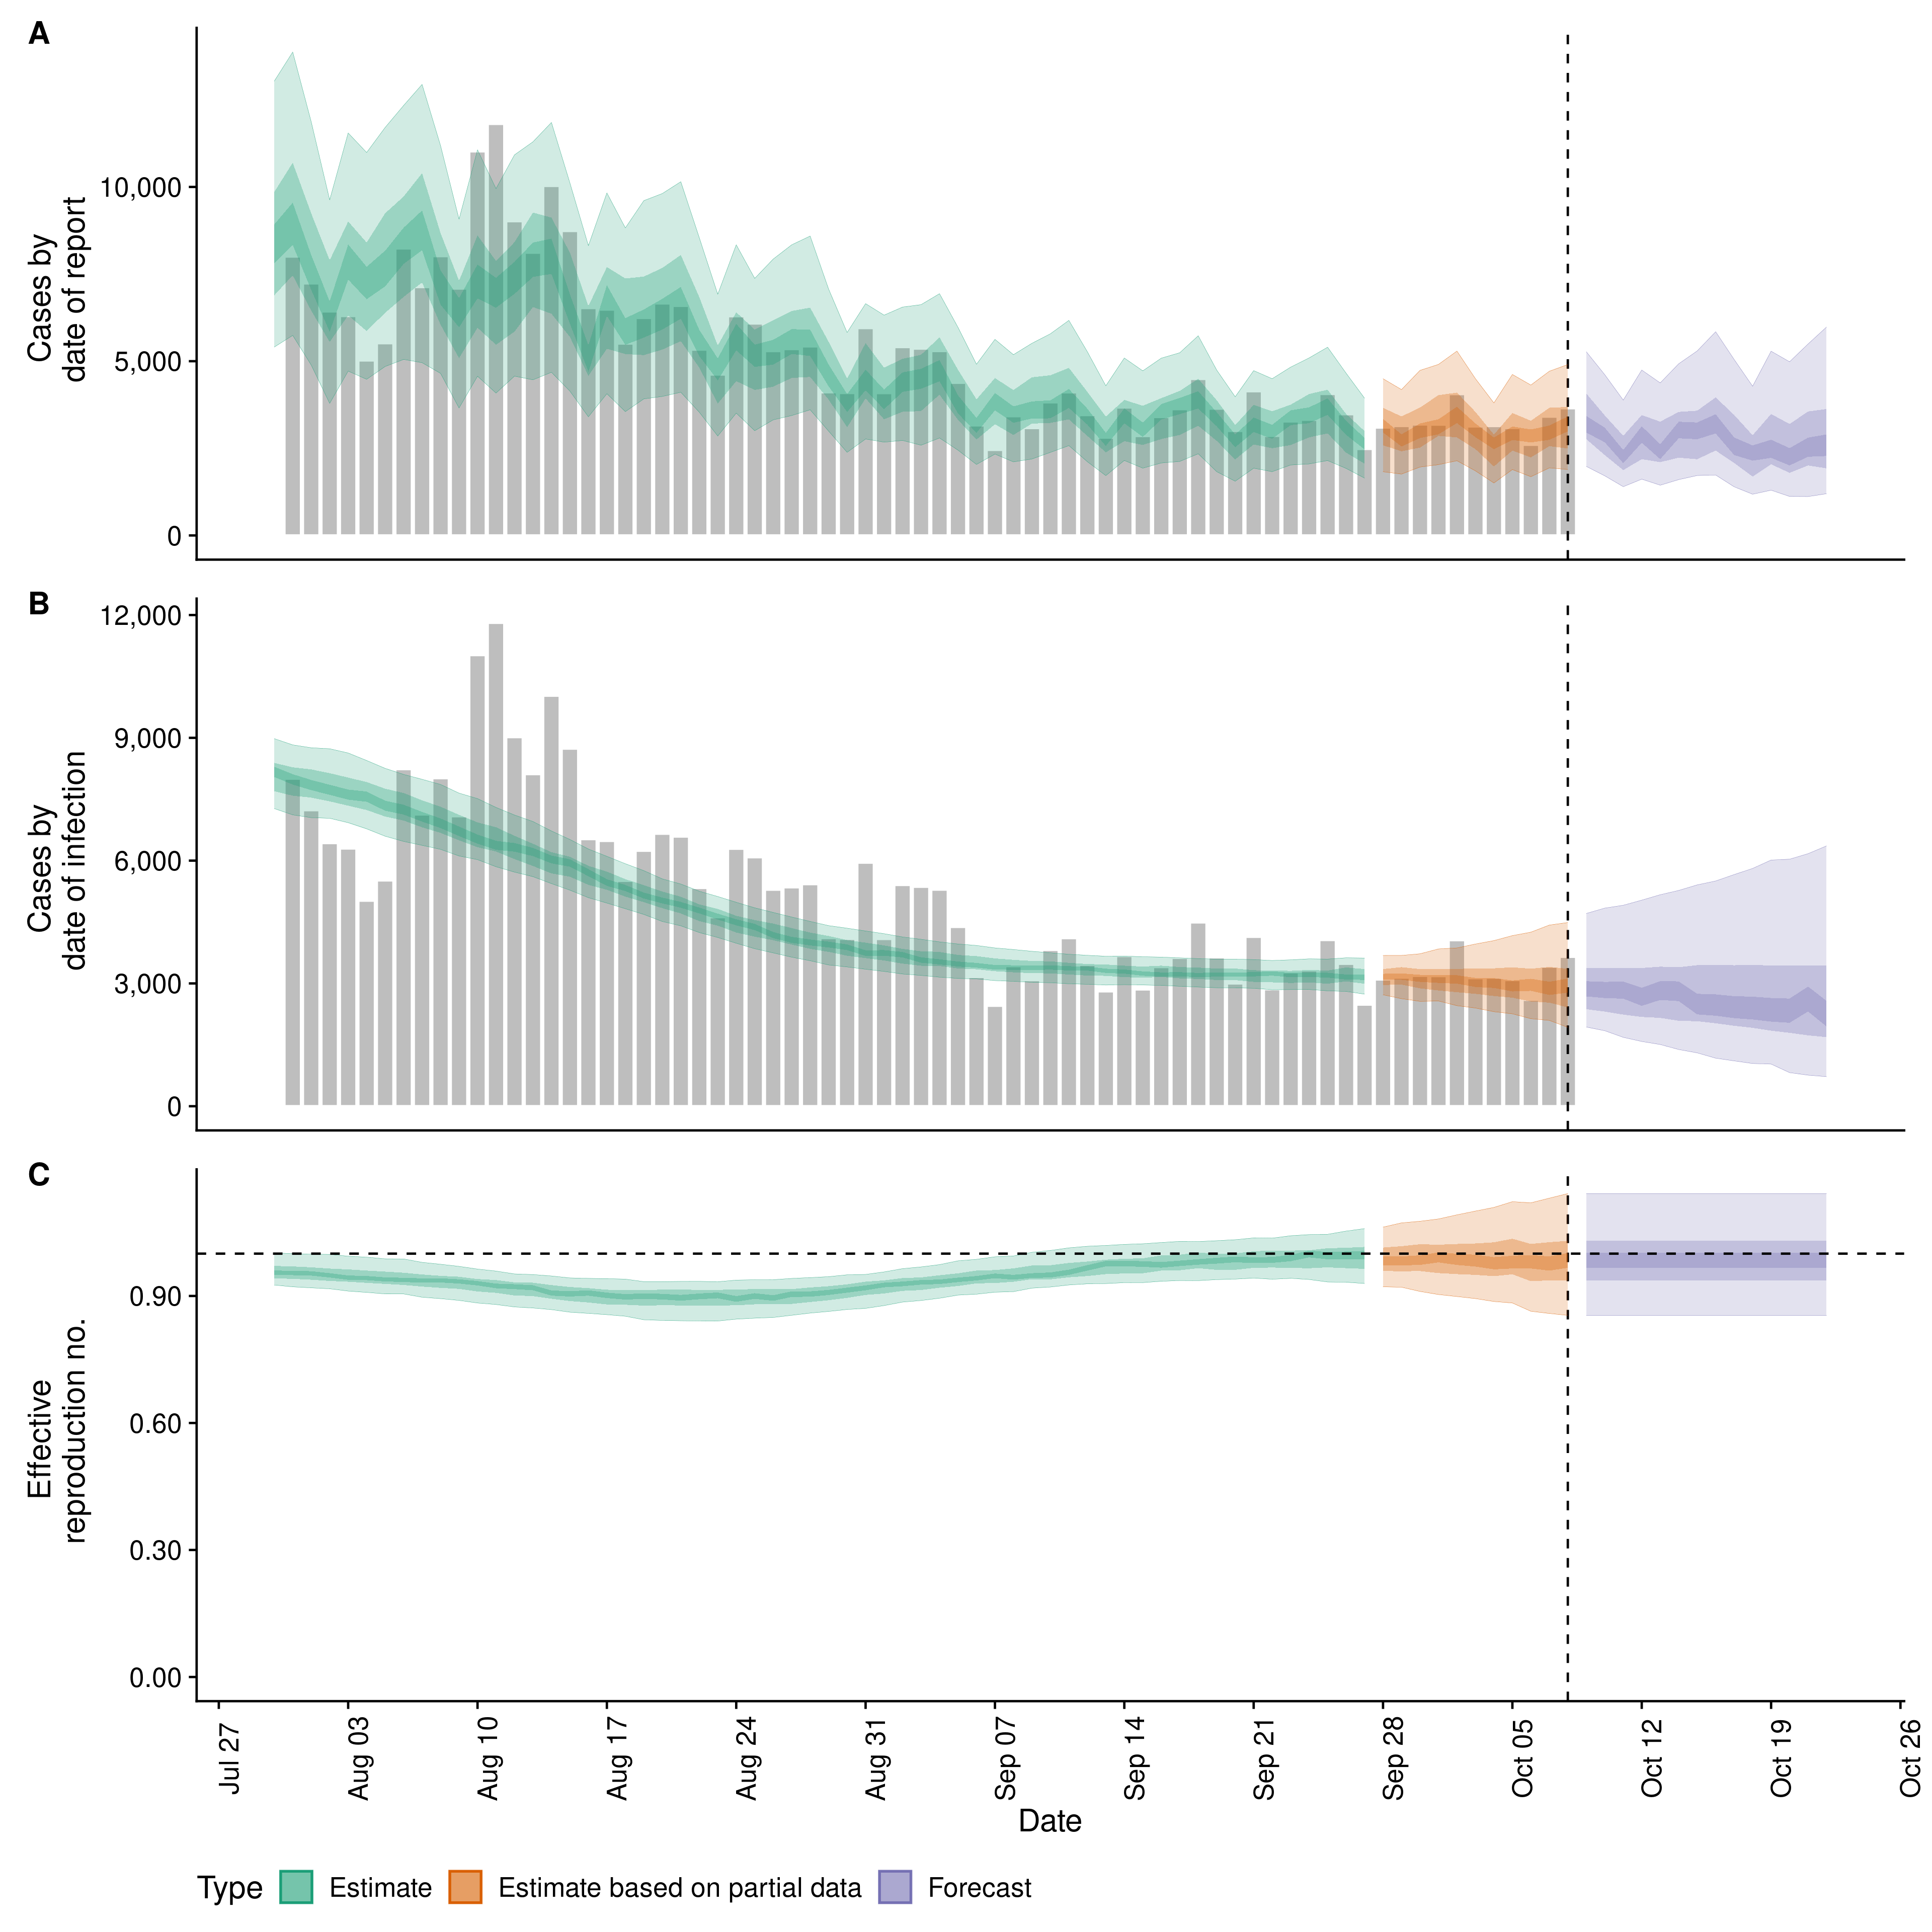 A
Cases by
date of report
10,000
5,000
0
B
Cases by
date of infection
12,000
9,000
6,000
3,000
0
C
Effective
reproduction no.
0.90
0.60
0.30
0.00
Jul 27
Aug 03
Aug 10
Aug 17
Aug 24
Aug 31
Sep 07
Sep 14
Sep 21
Sep 28
Oct 05
Oct 12
Oct 19
Oct 26
Date
Type Estimate Estimate based on partial data Forecast